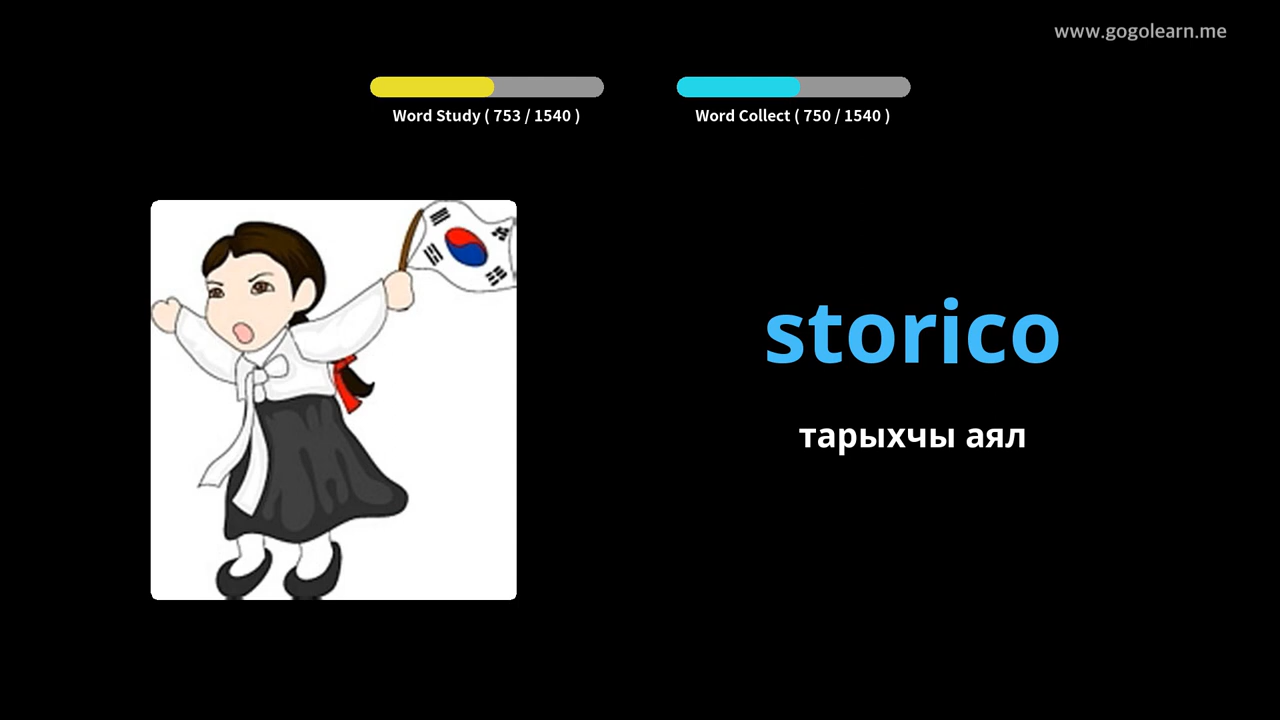 www.gogolearn.me
Word Study ( 753 / 1540 )
Word Collect ( 750 / 1540 )
storico
тарыхчы аял